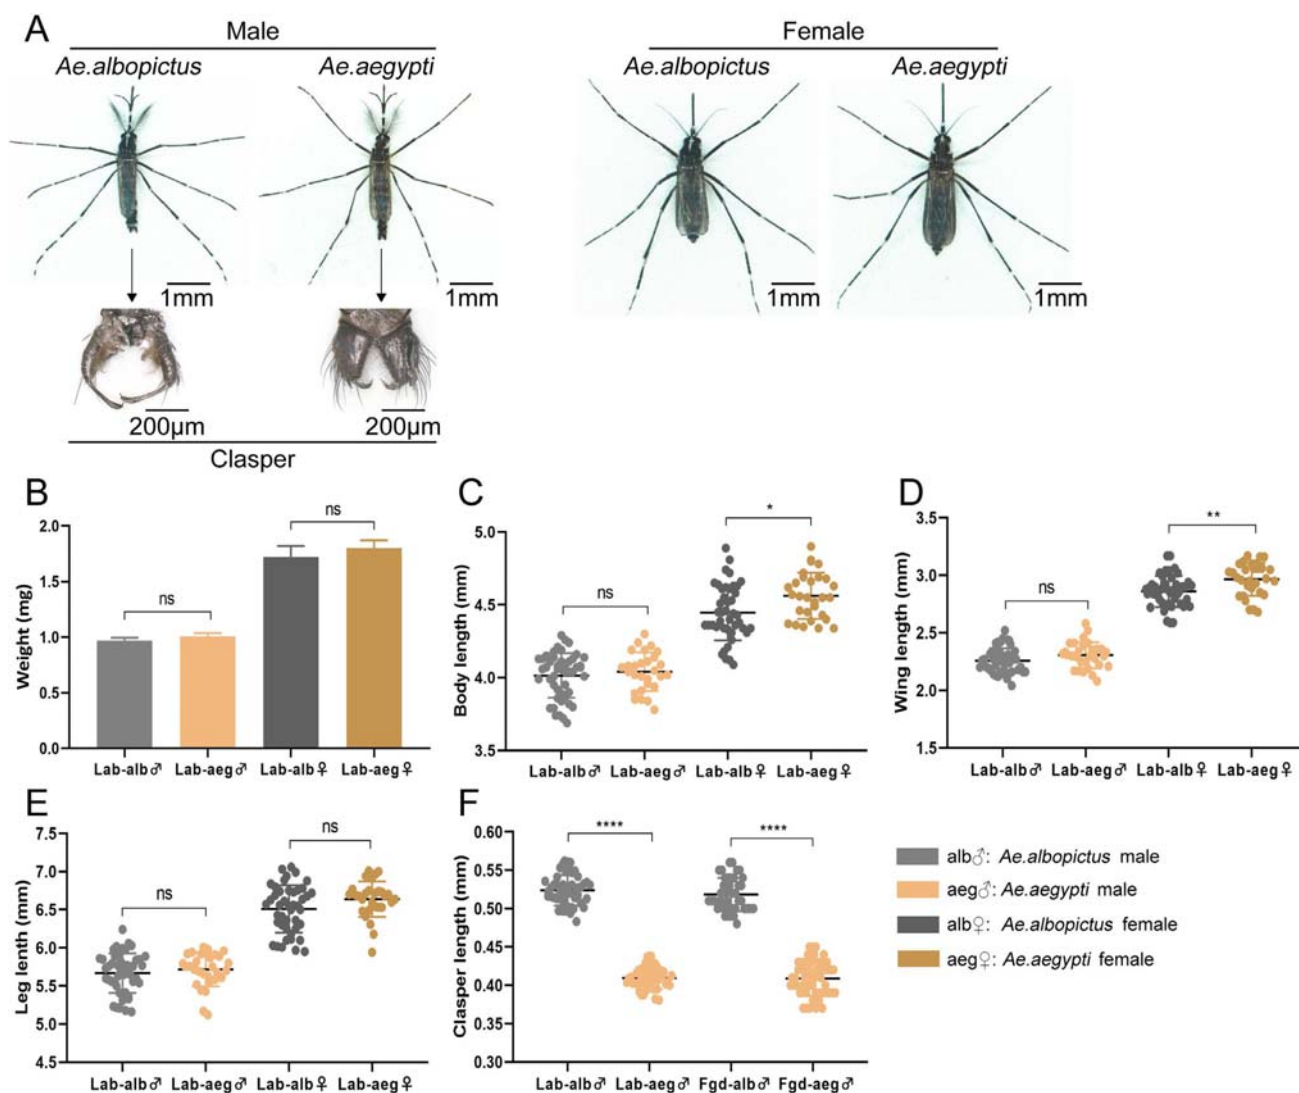 A
Male
Female
Ae.albopictus
Ae.aegypti
Ae.albopictus
Ae.aegypti
1mm
1mm
1mm
1mm
200µm
200µm
Clasper
B
Weight (mg)
2.0
1.5
1.0
0.5
0.0
ns
ns
Lab-alb♂
Lab-aeg♂
Lab-alb♀
Lab-aeg♀
C
Body length (mm)
5.0
4.5
4.0
3.5
ns
*
Lab-alb♂
Lab-aeg♂
Lab-alb♀
Lab-aeg♀
D
Wing length (mm)
3.5
3.0
2.5
2.0
1.5
ns
**
Lab-alb♂
Lab-aeg♂
Lab-alb♀
Lab-aeg♀
E
Leg lenth (mm)
7.5
7.0
6.5
6.0
5.5
5.0
4.5
ns
ns
Lab-alb♂
Lab-aeg♂
Lab-alb♀
Lab-aeg♀
F
Clasper length (mm)
0.60
0.55
0.50
0.45
0.40
0.35
0.30
****
****
Lab-alb♂
Lab-aeg♂
Fgd-alb♂
Fgd-aeg♂
alb♂: Ae.albopictus male
aeg♂: Ae.aegypti male
alb♀: Ae.albopictus female
aeg♀: Ae.aegypti female